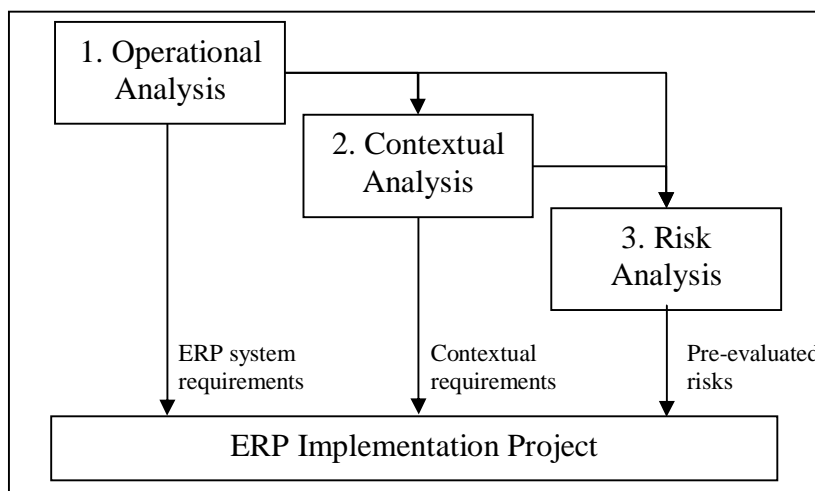 1. Operational
Analysis
2. Contextual
Analysis
3. Risk
Analysis
ERP system
requirements
Contextual
requirements
Pre-evaluated
risks
ERP Implementation Project